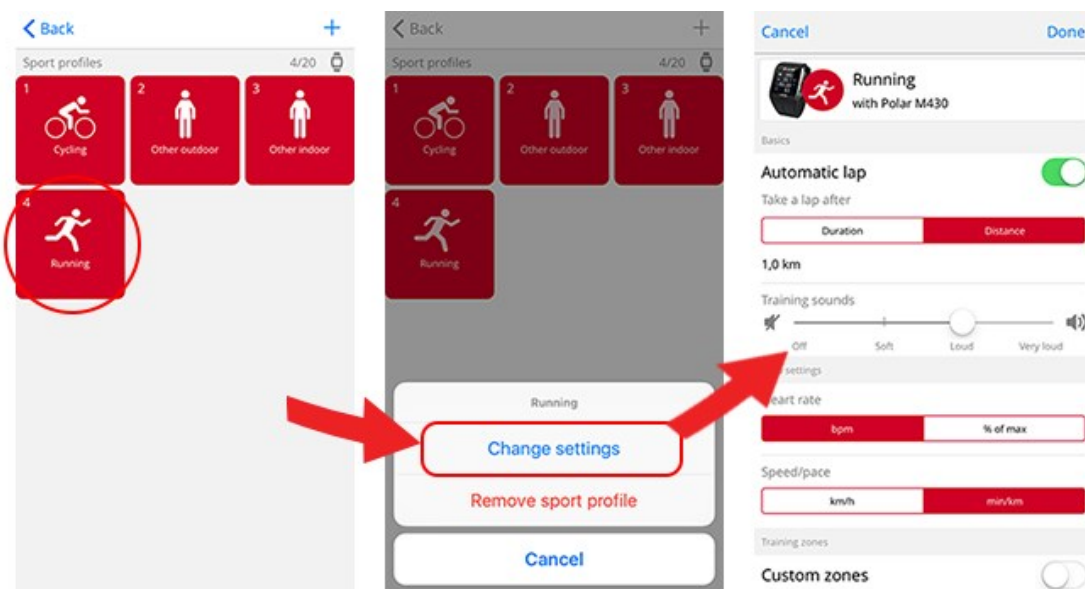 Back +
Sport profiles 4/20
1
Cycling
2
Other outdoor
3
Other indoor
4
Running
Back +
Sport profiles 4/20
1
Cycling
2
Other outdoor
3
Other indoor
4
Running
Running
Change settings
Remove sport profile
Cancel
Cancel Done
Running
with Polar M430
Basics
Automatic lap
Take a lap after
Duration Distance
1,0 km
Training sounds
Off Soft Loud Very loud
settings
eart rate
bpm % of max
Speed/pace
km/h min/km
Training zones
Custom zones